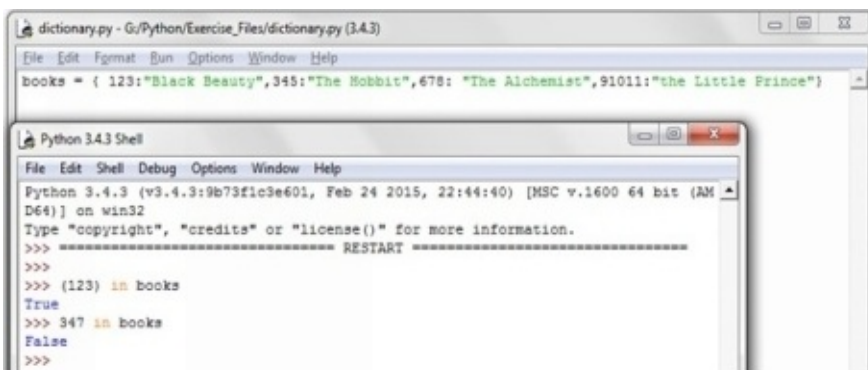 dictionary.py - G:/Python/Exercise_Files/dictionary.py (3.4.3)
File Edit Format Run Options Window Help
books = { 123:"Black Beauty",345:"The Hobbit",678: "The Alchemist",91011:"the Little Prince"}
Python 3.4.3 Shell
File Edit Shell Debug Options Window Help
Python 3.4.3 (v3.4.3:9b73f1c3e601, Feb 24 2015, 22:44:40) [MSC v.1600 64 bit (AM
D64)] on win32
Type "copyright", "credits" or "license()" for more information.
>>> ================================ RESTART ================================
>>>
>>> (123) in books
True
>>> 347 in books
False
>>>